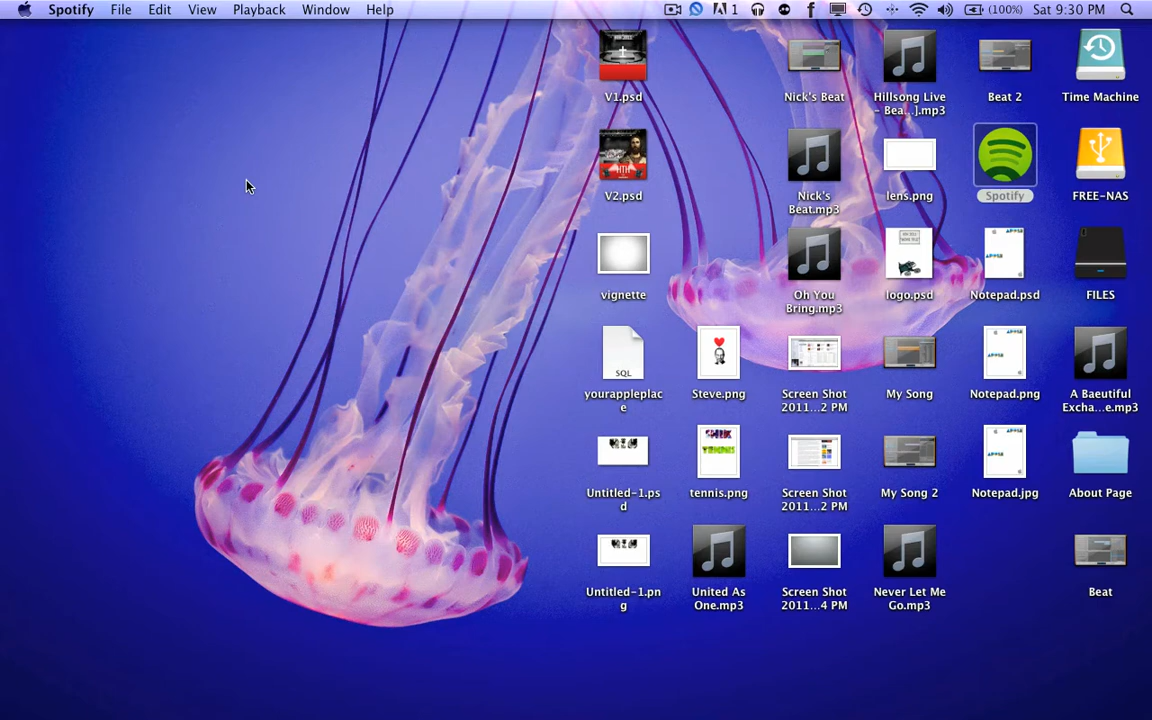 Spotify File Edit View Playback Window Help 1 (100%) Sat 9:30 PM
V1.psd
Nick's Beat
Hillsong Live
- Bea...].mp3
Beat 2
Time Machine
V2.psd
Nick's
Beat.mp3
lens.png
Spotify
FREE-NAS
vignette
Oh You
Bring.mp3
logo.psd
Notepad.psd
FILES
SQL
yourappleplac
e
Steve.png
Screen Shot
2011...2 PM
My Song
Notepad.png
A Baeutiful
Excha...e.mp3
Untitled-1.ps
d
tennis.png
Screen Shot
2011...2 PM
My Song 2
Notepad.jpg
About Page
Untitled-1.pn
g
United As
One.mp3
Screen Shot
2011...4 PM
Never Let Me
Go.mp3
Beat